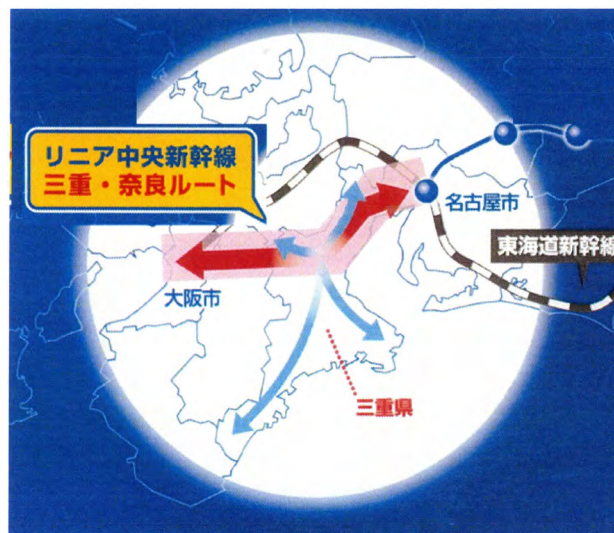 リニア中央新幹線
三重・奈良ルート
名古屋市
東海道新幹線
大阪市
三重県